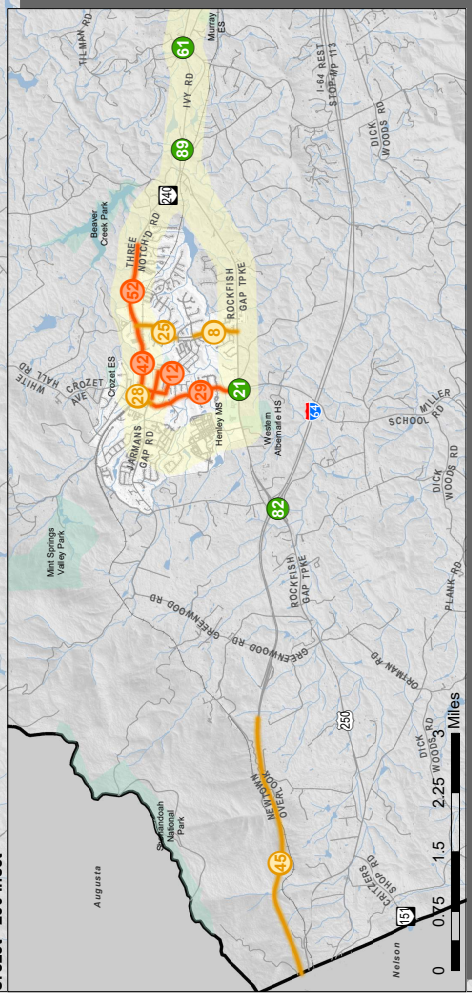 TILMAN RD
Murray
ES
61
IVY RD
I-64 REST
STOP-MP 113
DICK
WOODS RD
89
240
Beaver
Creek Park
THREE
NOTCH'D RD
52
ROCKFISH
GAP TPKE
25
8
WHITE
HALL RD
CROZET
AVE
Crozet ES
42
12
28
29
21
64
MILLER
SCHOOL RD
JARMANS
GAP RD
Henley MS
Western
Albemarle HS
DICK
WOODS RD
82
Mint Springs
Valley Park
ROCKFISH
GAP TPKE
PLANK RD
GREENWOOD RD
GREENWOOD RD
ORTMAN RD
250
DICK
WOODS RD
NEWTOWN
OVERLOOK
Shenandoah
National
Park
45
CRITZERS
SHOP RD
Augusta
151
Nelson
0 0.75 1.5 2.25 3
Miles